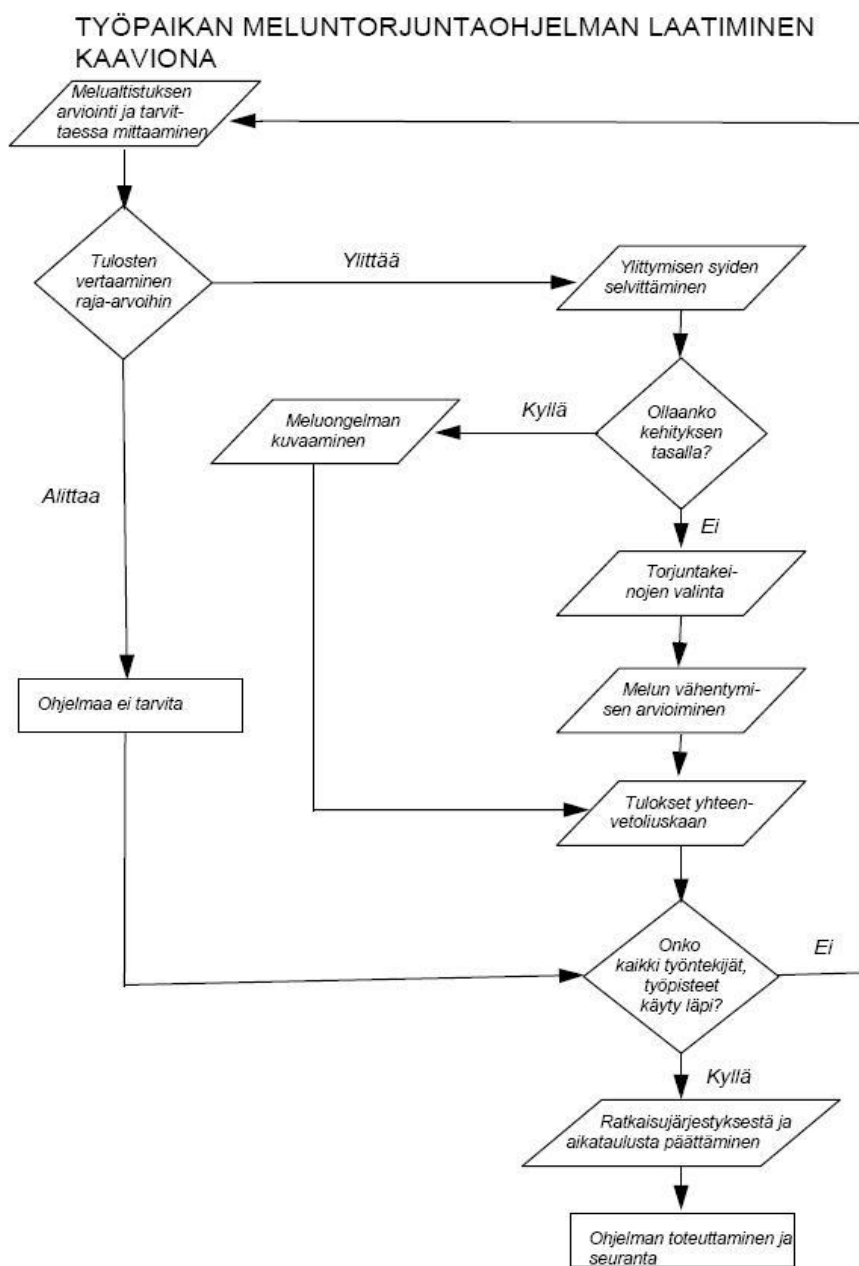 TYÖPAIKAN MELUNTORJUNTAOHJELMAN LAATIMINEN
KAAVIONA
Melualtistuksen
arviointi ja tarvit-
taessa mittaaminen
Tulosten
vertaaminen
raja-arvoihin
Ylittää
Ylittymisen syiden
selvittäminen
Ollaanko
kehityksen
tasalla?
Kyllä
Meluongelman
kuvaaminen
Alittaa
Ei
Torjuntakei-
nojen valinta
Melun vähentymi-
sen arvioiminen
Ohjelmaa ei tarvita
Tulokset yhteen-
vetoliuskaan
Onko
kaikki työntekijät,
työpisteet
käyty läpi?
Ei
Kyllä
Ratkaisujärjestyksestä ja
aikataulusta päättäminen
Ohjelman toteuttaminen ja
seuranta